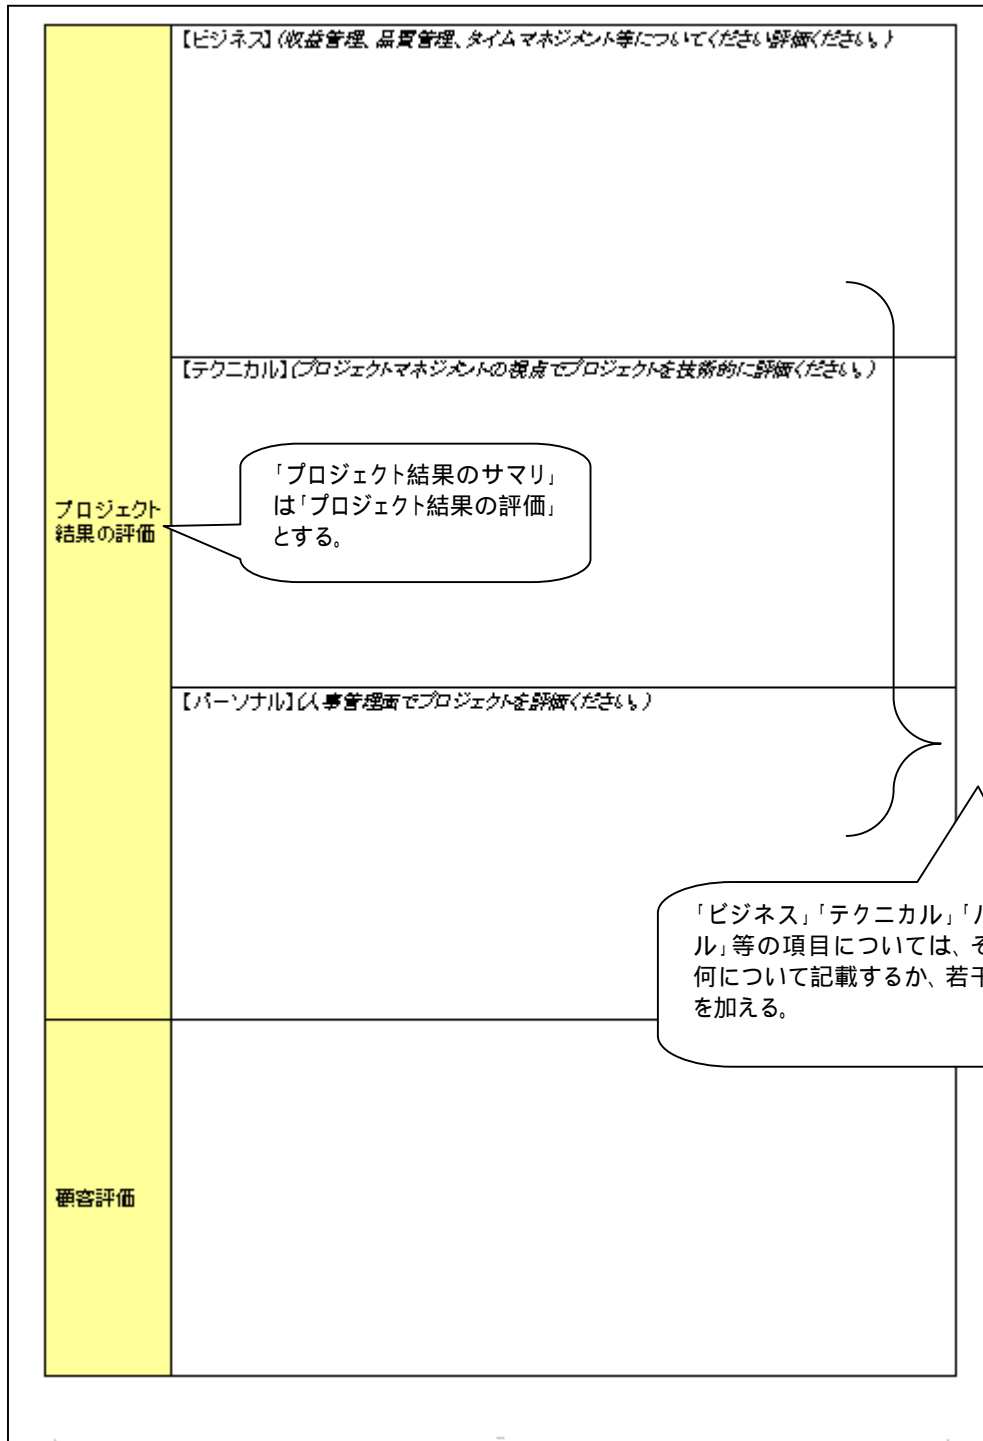 【ビジネス】(収益管理、品質管理、タイムマネジメント等についてください評価ください。)
【テクニカル】(プロジェクトマネジメントの視点でプロジェクトを技術的に評価ください。)
「プロジェクト結果のサマリ」
は「プロジェクト結果の評価」
とする。
プロジェクト
結果の評価
【パーソナル】(人事管理面でプロジェクトを評価ください。)
「ビジネス」「テクニカル」「
ル」等の項目については、そ
何について記載するか、若干
を加える。
顧客評価